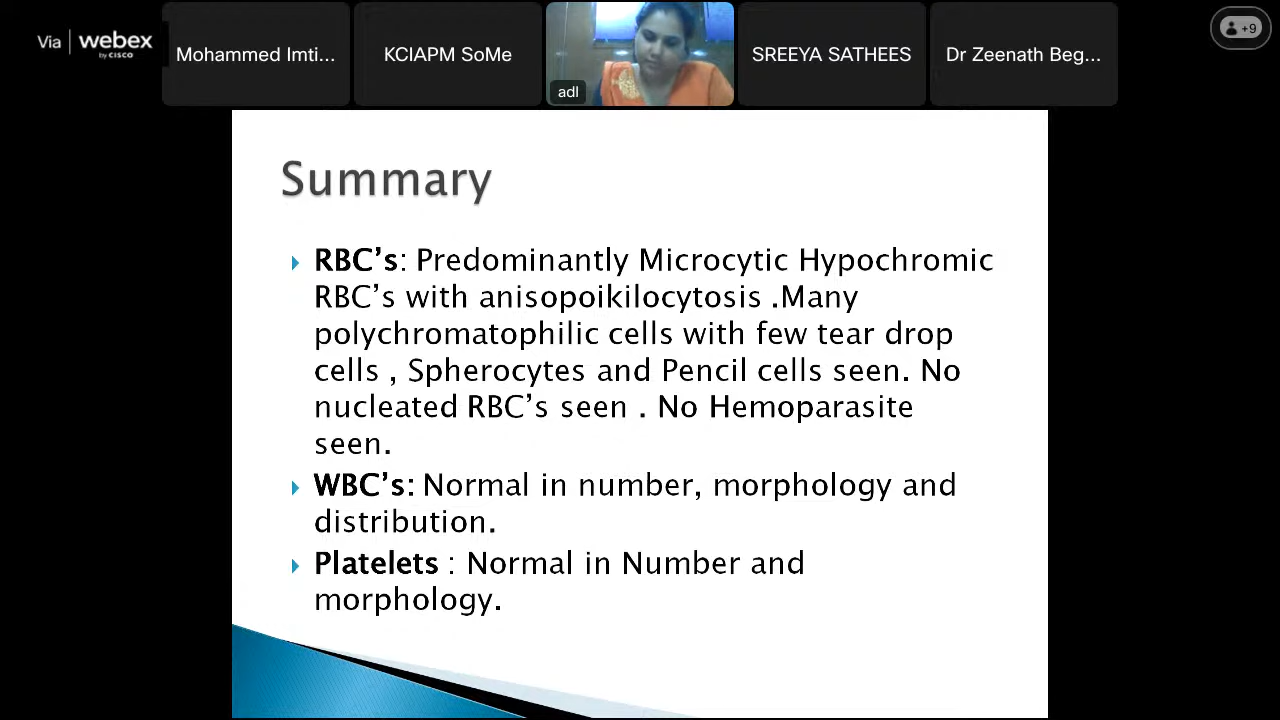 Via webex
by CISCO
Mohammed Imti...
KCIAPM SoMe
adl
SREEYA SATHEES
Dr Zeenath Beg...
+9
Summary
RBC's: Predominantly Microcytic Hypochromic
RBC's with anisopoikilocytosis .Many
polychromatophilic cells with few tear drop
cells , Spherocytes and Pencil cells seen. No
nucleated RBC's seen . No Hemoparasite
seen.
WBC's: Normal in number, morphology and
distribution.
Platelets : Normal in Number and
morphology.